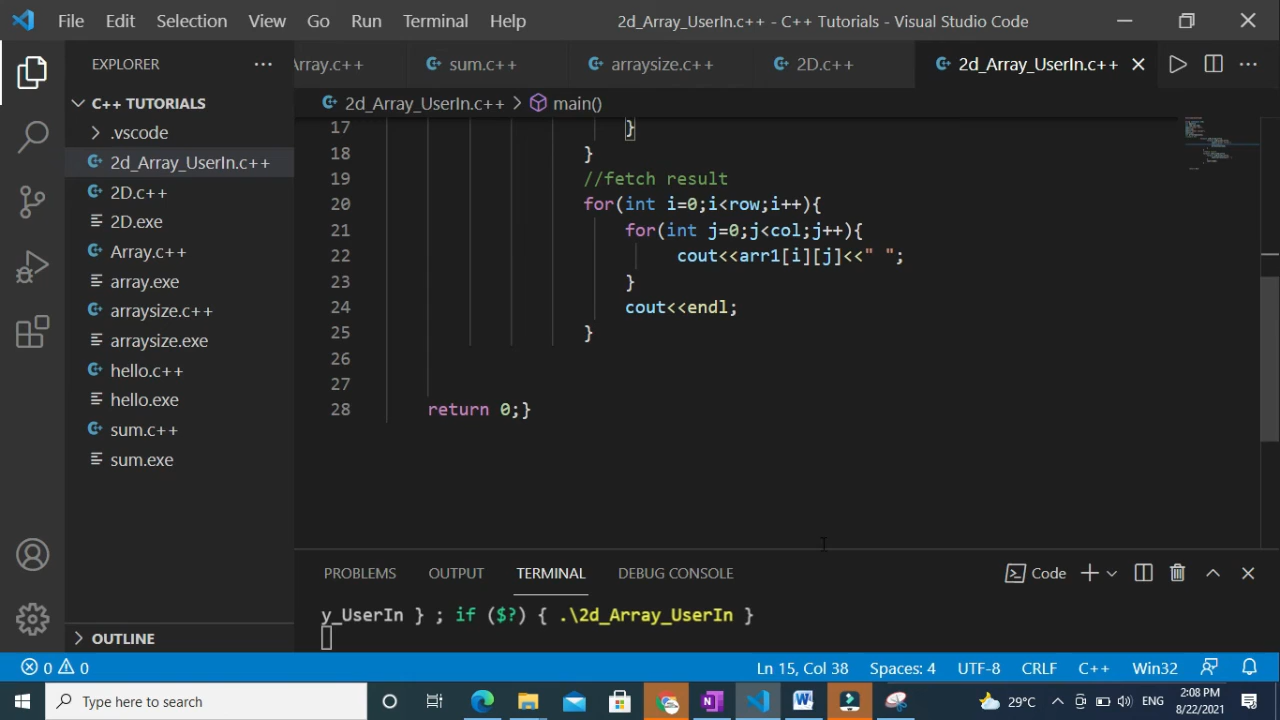 File Edit Selection View Go Run Terminal Help 2d_Array_UserIn.c++ - C++ Tutorials - Visual Studio Code
EXPLORER
rray.c++ sum.c++ arraysize.c++ 2D.c++ 2d_Array_UserIn.c++
C++ TUTORIALS
2d_Array_UserIn.c++ > main()
.vscode
2d_Array_UserIn.c++
2D.c++
2D.exe
Array.c++
array.exe
arraysize.c++
arraysize.exe
hello.c++
hello.exe
sum.c++
sum.exe
OUTLINE
17 }
18 }
19 //fetch result
20 for(int i=0;i<row;i++){
21 for(int j=0;j<col;j++){
22 cout<<arr1[i][j]<<" ";
23 }
24 cout<<endl;
25 }
26
27
28 return 0;}
PROBLEMS OUTPUT TERMINAL DEBUG CONSOLE Code
y_UserIn } ; if ($?) { .\2d_Array_UserIn }
0 0 Ln 15, Col 38 Spaces: 4 UTF-8 CRLF C++ Win32
Type here to search 29°C ENG 2:08 PM
8/22/2021